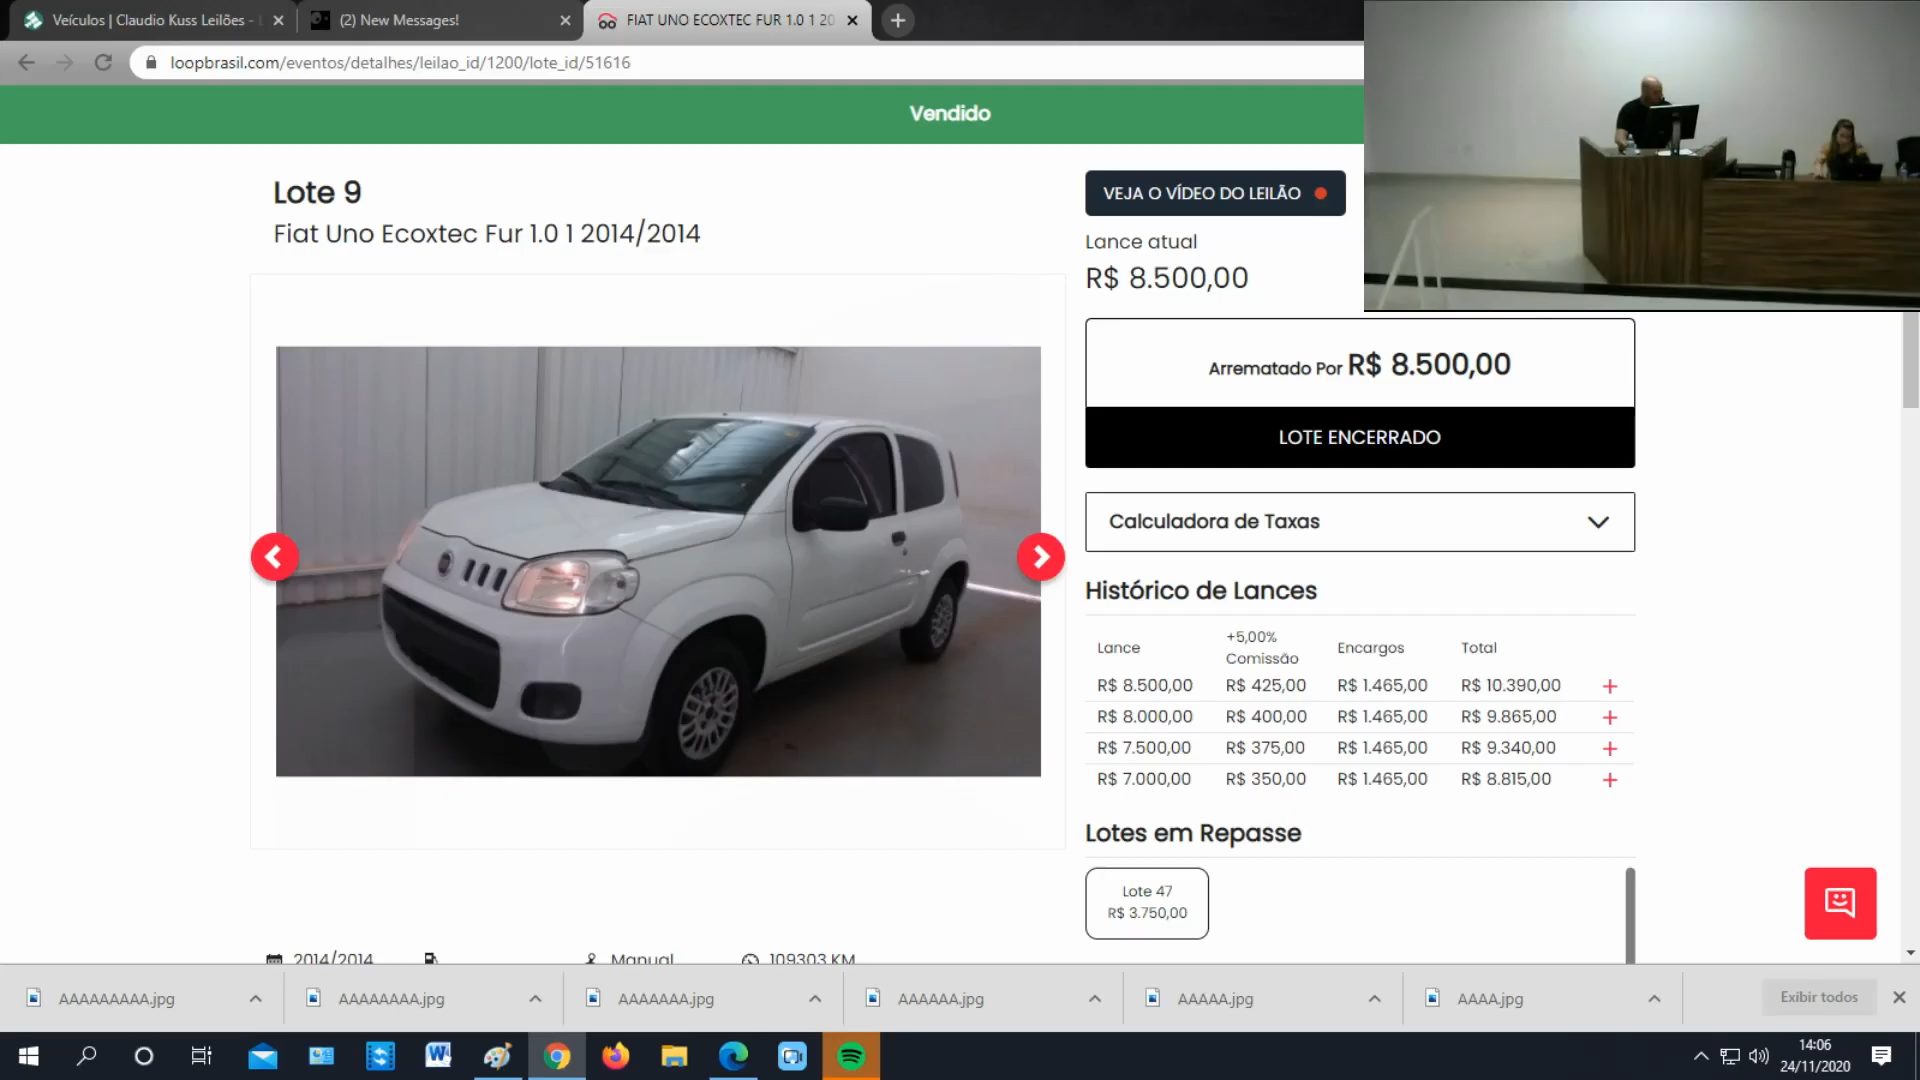 Veículos | Claudio Kuss Leilões -
(2) New Messages!
FIAT UNO ECOXTEC FUR 1.0 1 20
loopbrasil.com/eventos/detalhes/leilao_id/1200/lote_id/51616
Vendido
Lote 9
Fiat Uno Ecoxtec Fur 1.0 1 2014/2014
VEJA O VÍDEO DO LEILÃO
Lance atual
R$ 8.500,00
Arrematado Por R$ 8.500,00
LOTE ENCERRADO
Calculadora de Taxas
Histórico de Lances
Lance +5,00% Comissão Encargos Total
R$ 8.500,00 R$ 425,00 R$ 1.465,00 R$ 10.390,00 +
R$ 8.000,00 R$ 400,00 R$ 1.465,00 R$ 9.865,00 +
R$ 7.500,00 R$ 375,00 R$ 1.465,00 R$ 9.340,00 +
R$ 7.000,00 R$ 350,00 R$ 1.465,00 R$ 8.815,00 +
Lotes em Repasse
Lote 47
R$ 3.750,00
2014/2014 Manual 109303 KM
AAAAAAAAA.jpg AAAAAAAA.jpg AAAAAAA.jpg AAAAAA.jpg AAAAA.jpg AAAA.jpg Exibir todos
14:06
24/11/2020